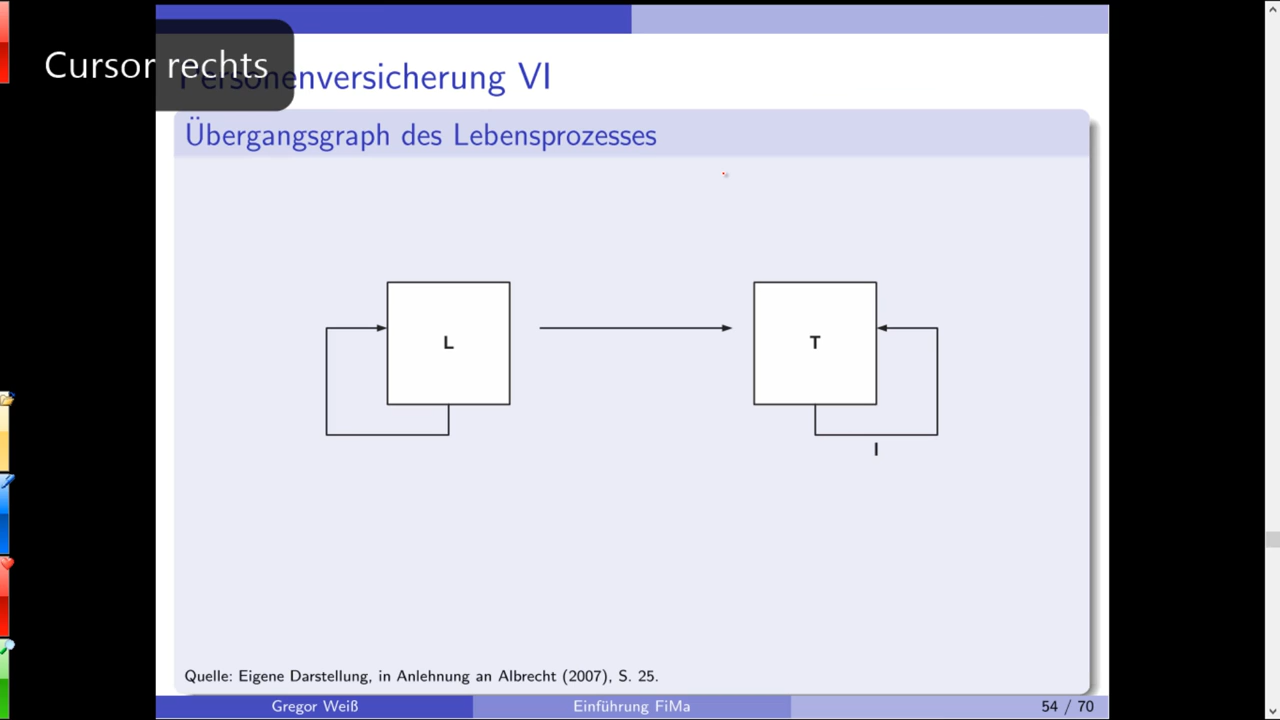 Cursor rechts
Personenversicherung VI
Übergangsgraph des Lebensprozesses
L
T
I
Quelle: Eigene Darstellung, in Anlehnung an Albrecht (2007), S. 25.
Gregor Weiß
Einführung FiMa
54 / 70